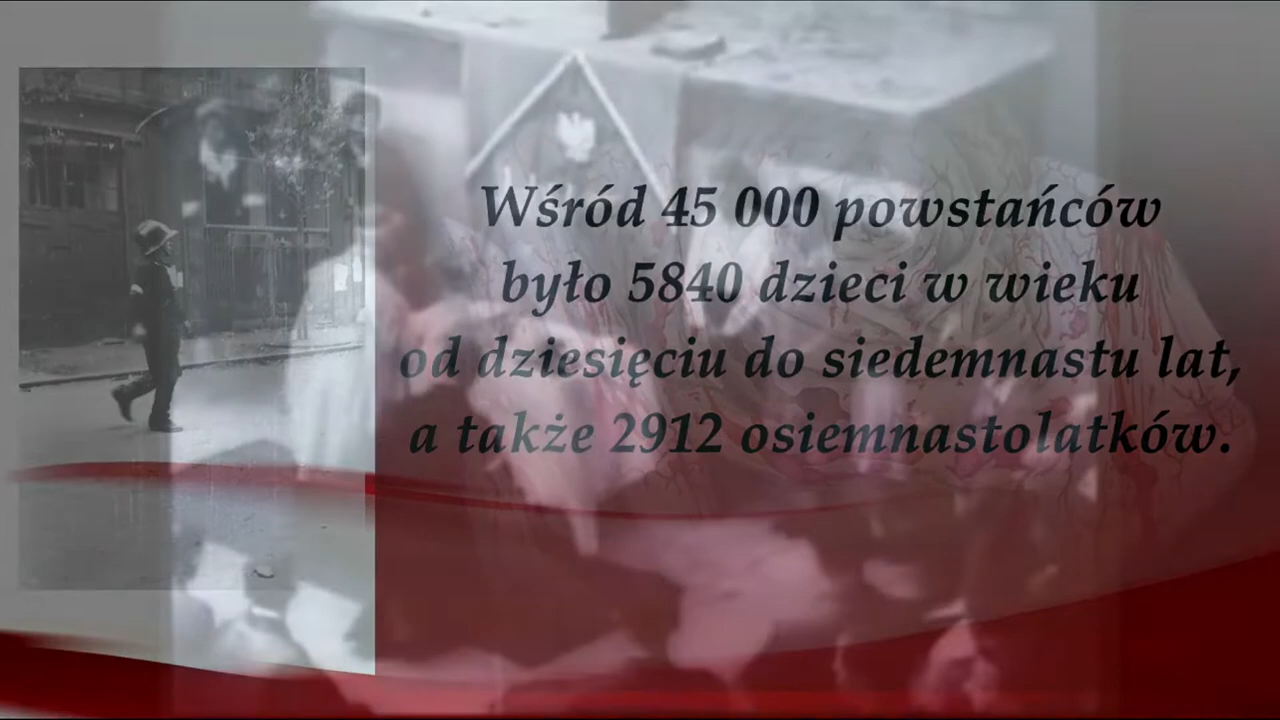 Wśród 45 000 powstańców
było 5840 dzieci w wieku
od dziesięciu do siedemnastu lat,
a także 2912 osiemnastolatków.